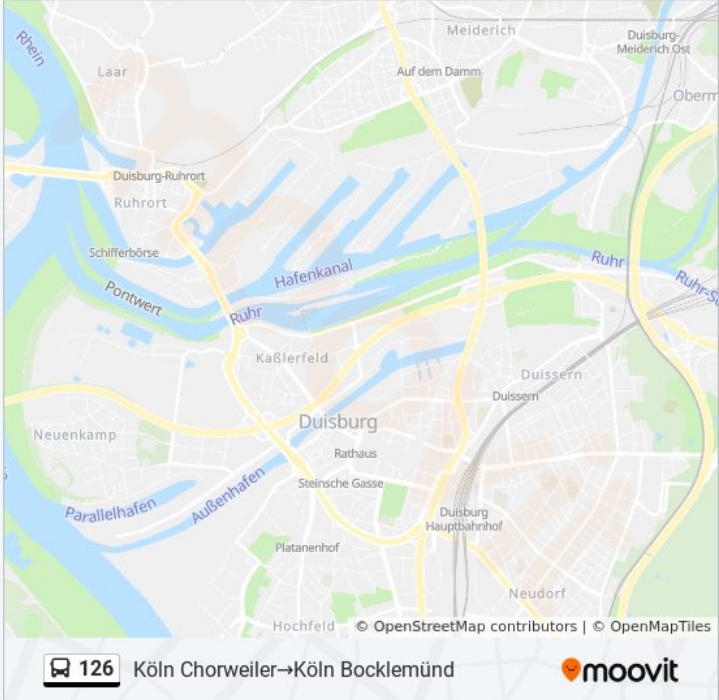 Rhein
Meiderich
Duisburg-
Meiderich Ost
Laar
Auf dem Damm
Oberm
Duisburg-Ruhrort
Ruhrort
Schifferbörse
Hafenkanal
Ruhr
Pontwert
Ruhr
Kaßlerfeld
Duissern
Duissern
Duisburg
Neuenkamp
Rathaus
Steinsche Gasse
Außenhafen
Parallelhafen
Duisburg
Hauptbahnhof
Platanenhof
Neudorf
Hochfeld
© OpenStreetMap contributors | © OpenMapTiles
126 Köln Chorweiler→Köln Bocklemünd
moovit